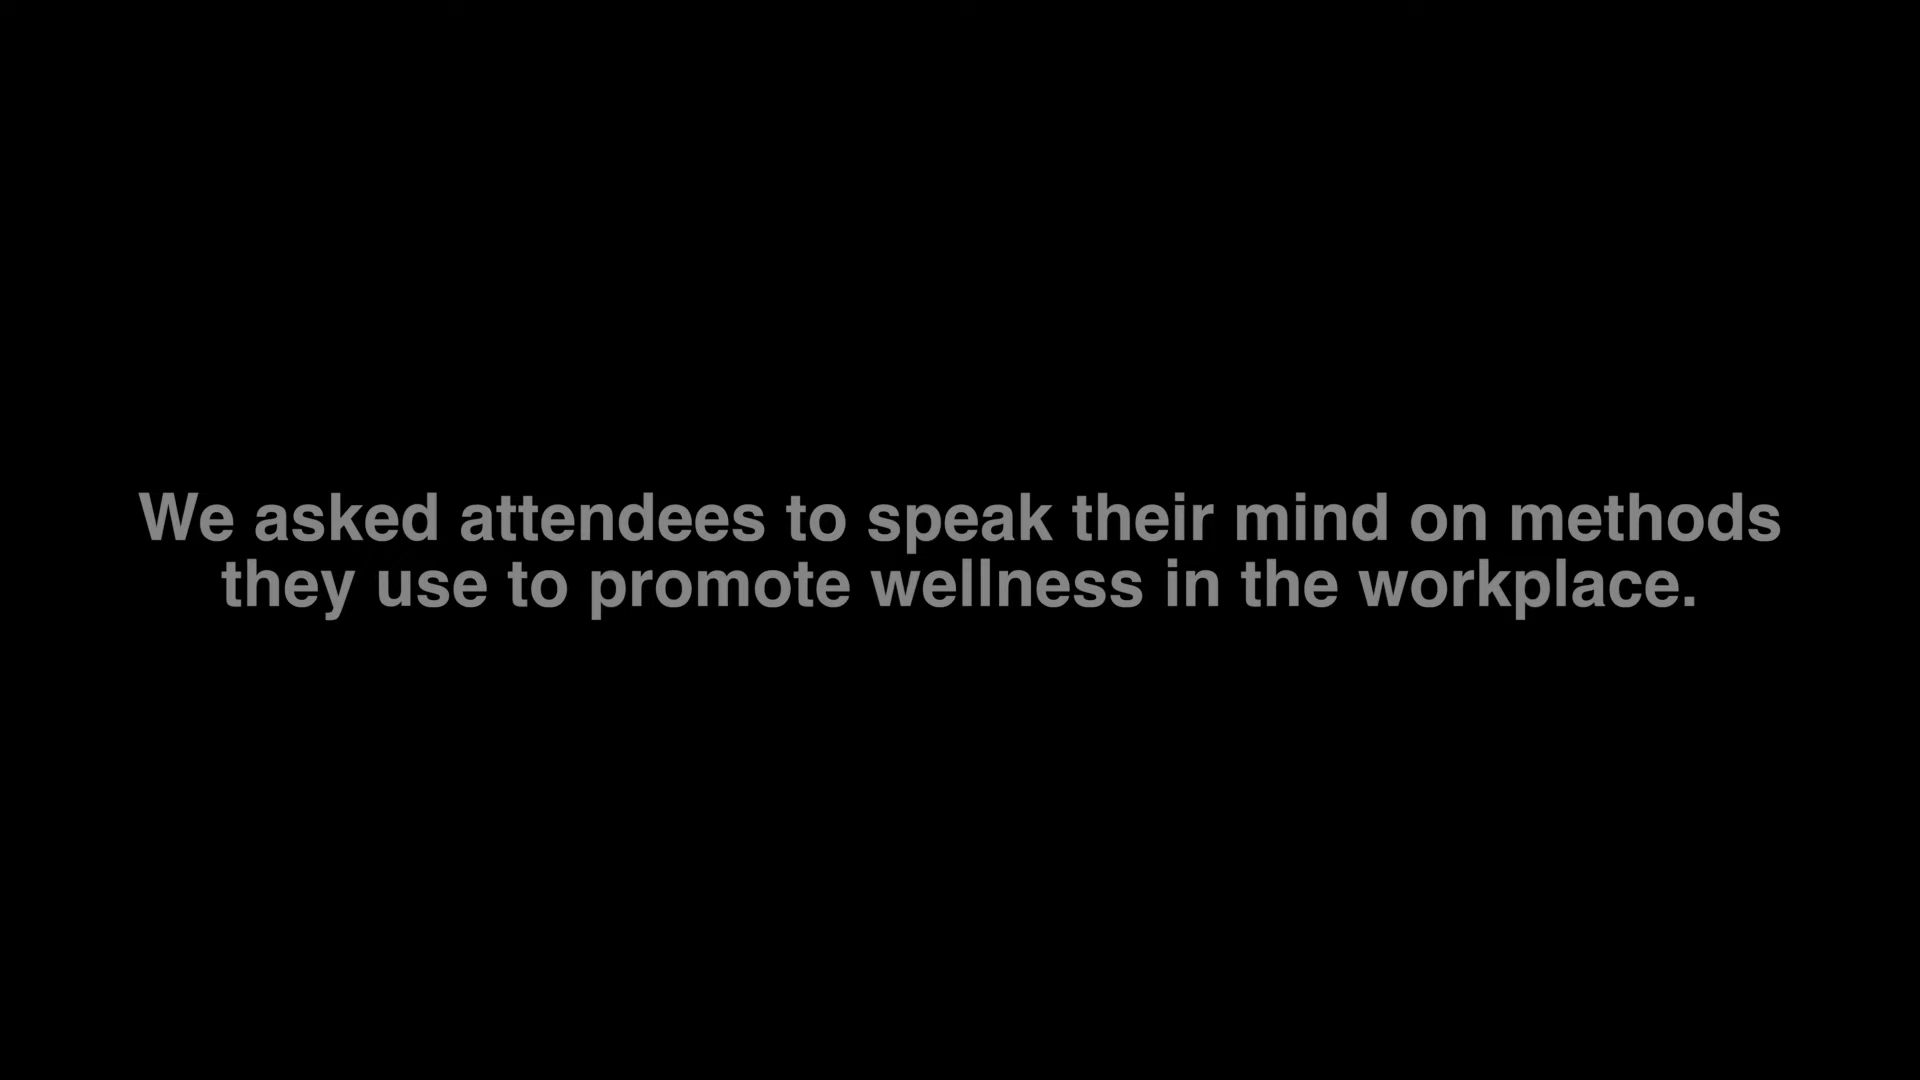 We asked attendees to speak their mind on methods
they use to promote wellness in the workplace.